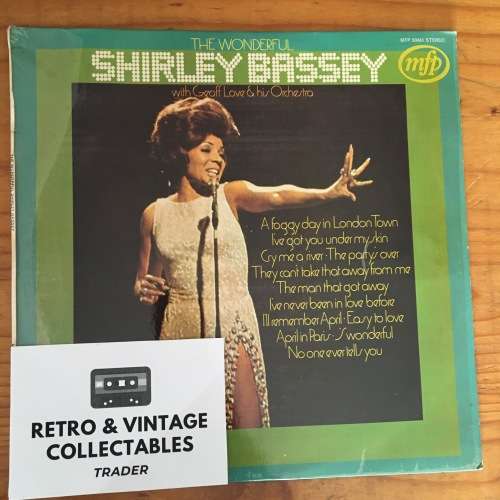 THE WONDERFUL
MFP 50461 STEREO
SHIRLEY BASSEY
mfp
with Geoff Love & his Orchestra
A foggy day in London Town
I've got you under my skin
Cry me a river · The party's over
They can't take that away from me
The man that got away
I've never been in love before
I'll remember April · Easy to love
April in Paris · 'S wonderful
No one ever tells you
RETRO & VINTAGE
COLLECTABLES
TRADER